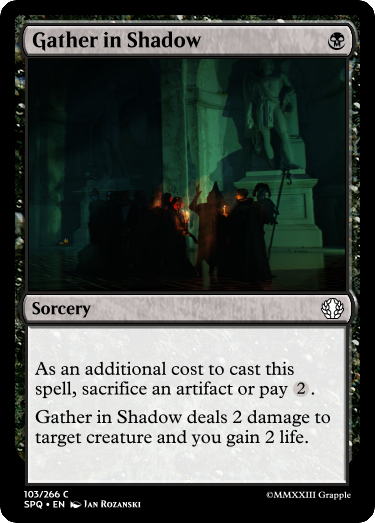 Gather in Shadow
Sorcery
As an additional cost to cast this
spell, sacrifice an artifact or pay 2 .
Gather in Shadow deals 2 damage to
target creature and you gain 2 life.
103/266 C
SPQ • EN Jan Rozanski
©MMXXIII Grapple